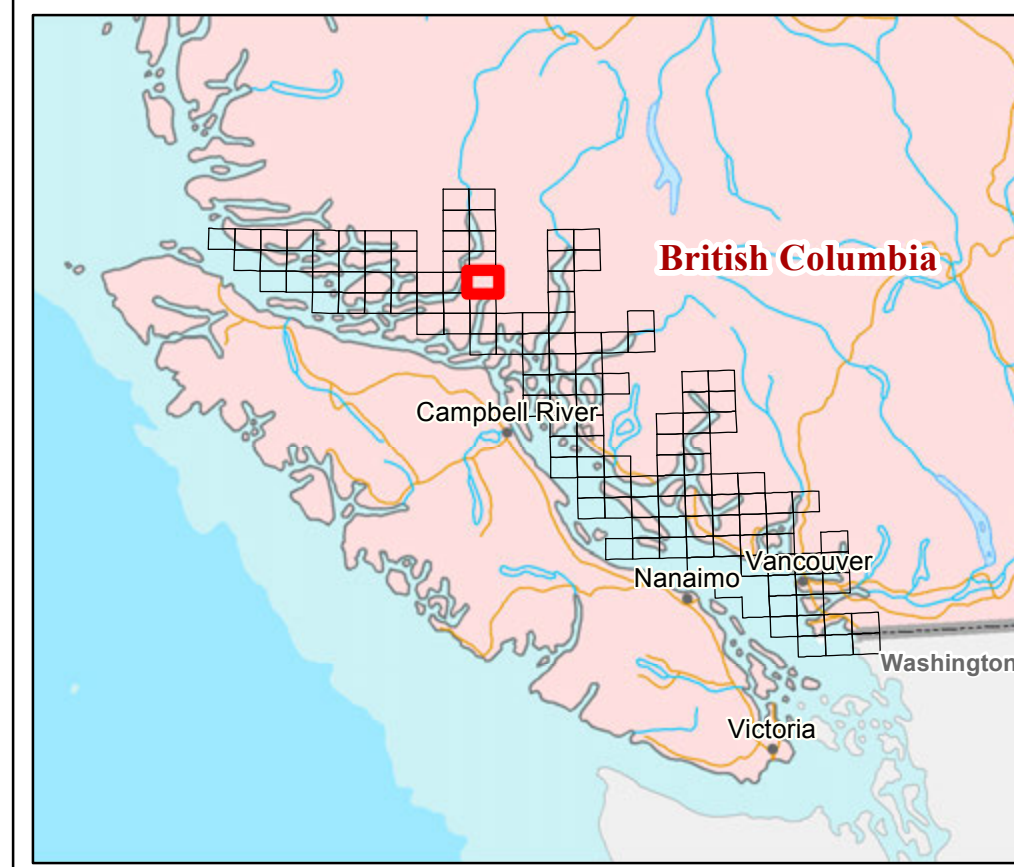 British Columbia
Campbell River
Vancouver
Nanaimo
Washington
Victoria